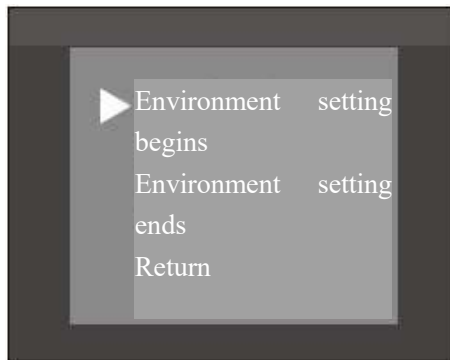 Environment setting
begins
Environment setting
ends
Return